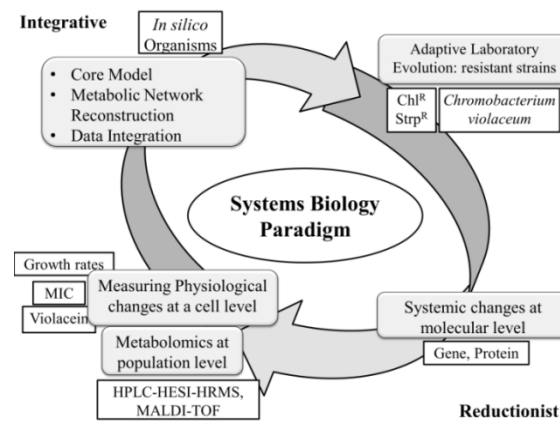 Integrative
In silico
Organisms
• Core Model
• Metabolic Network
Reconstruction
• Data Integration
Adaptive Laboratory
Evolution: resistant strains
Chlᴿ
Strpᴿ
Chromobacterium
violaceum
Systems Biology
Paradigm
Growth rates
MIC
Violacein
Measuring Physiological
changes at a cell level
Metabolomics at
population level
HPLC-HESI-HRMS,
MALDI-TOF
Systemic changes at
molecular level
Gene, Protein
Reductionist